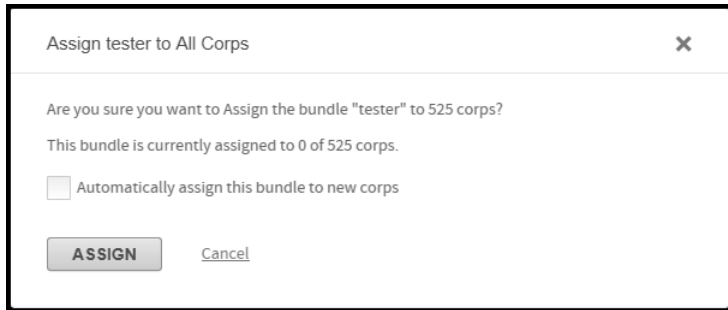 Assign tester to All Corps
Are you sure you want to Assign the bundle "tester" to 525 corps?
This bundle is currently assigned to 0 of 525 corps.
Automatically assign this bundle to new corps
ASSIGN Cancel